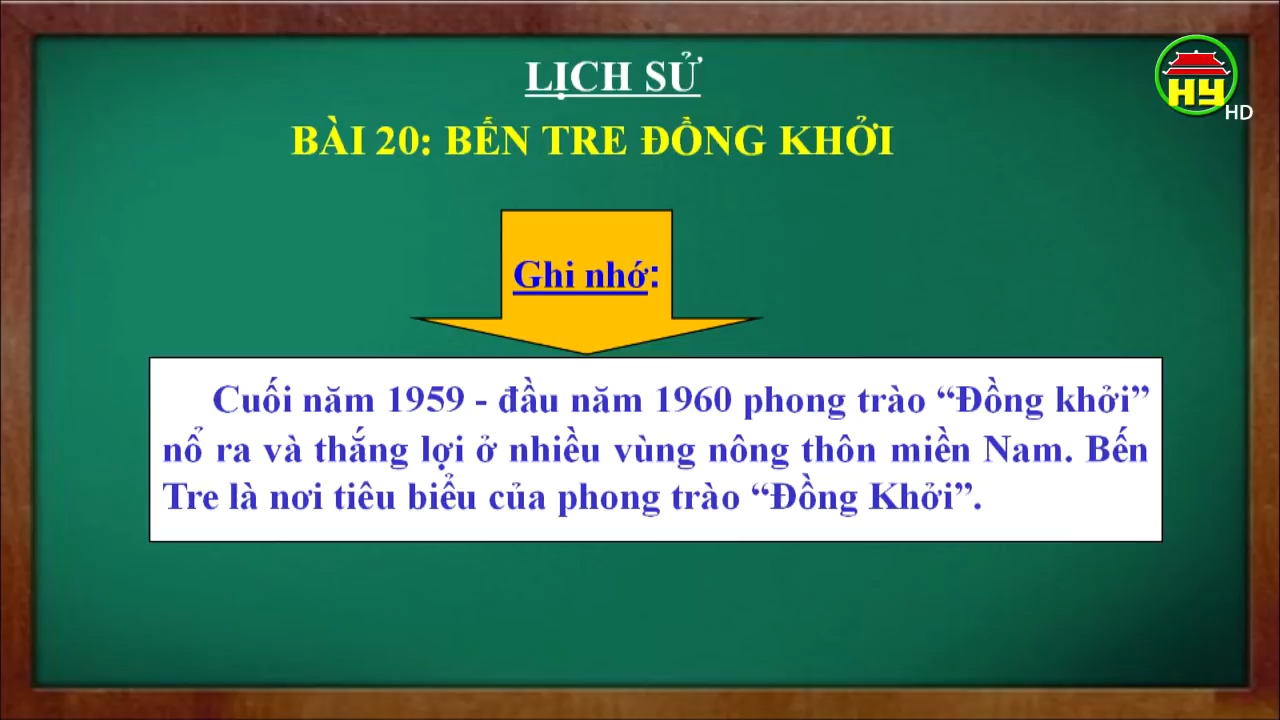 LỊCH SỬ
HY
HD
BÀI 20: BẾN TRE ĐỒNG KHỞI
Ghi nhớ:
Cuối năm 1959 - đầu năm 1960 phong trào “Đồng khởi”
nổ ra và thắng lợi ở nhiều vùng nông thôn miền Nam. Bến
Tre là nơi tiêu biểu của phong trào “Đồng Khởi”.